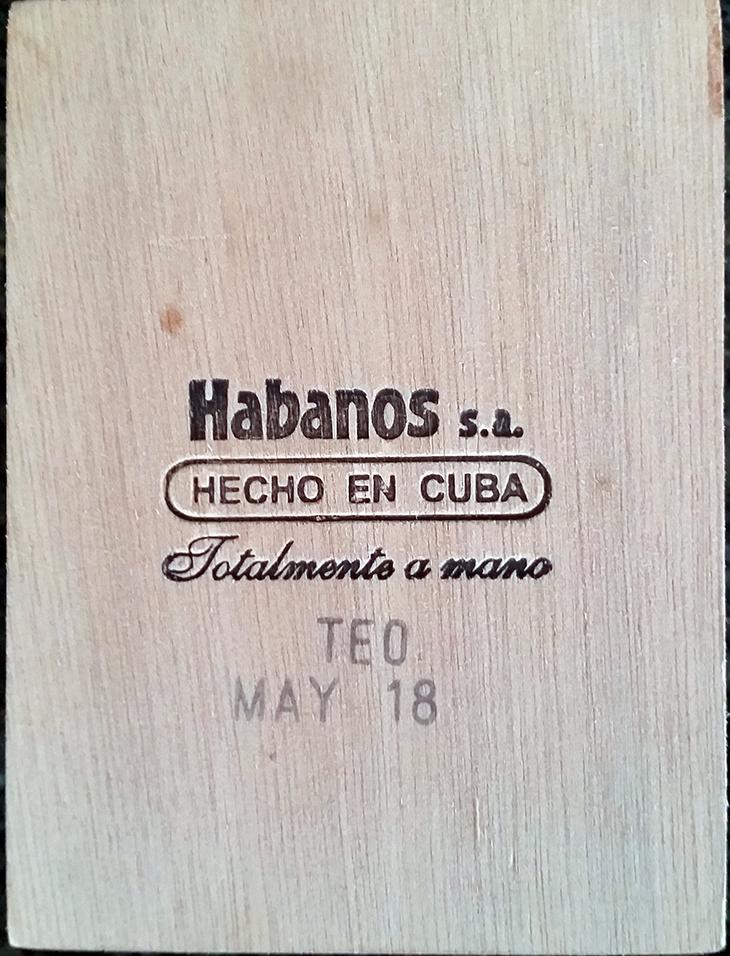 Habanos s.a.
HECHO EN CUBA
Totalmente a mano
TEO
MAY 18